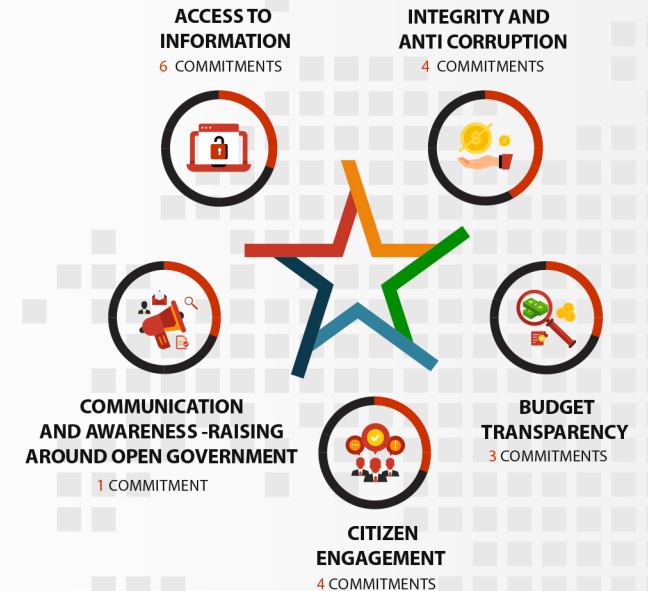 ACCESS TO
INFORMATION
6 COMMITMENTS
INTEGRITY AND
ANTI CORRUPTION
4 COMMITMENTS
COMMUNICATION
AND AWARENESS -RAISING
AROUND OPEN GOVERNMENT
1 COMMITMENT
BUDGET
TRANSPARENCY
3 COMMITMENTS
CITIZEN
ENGAGEMENT
4 COMMITMENTS